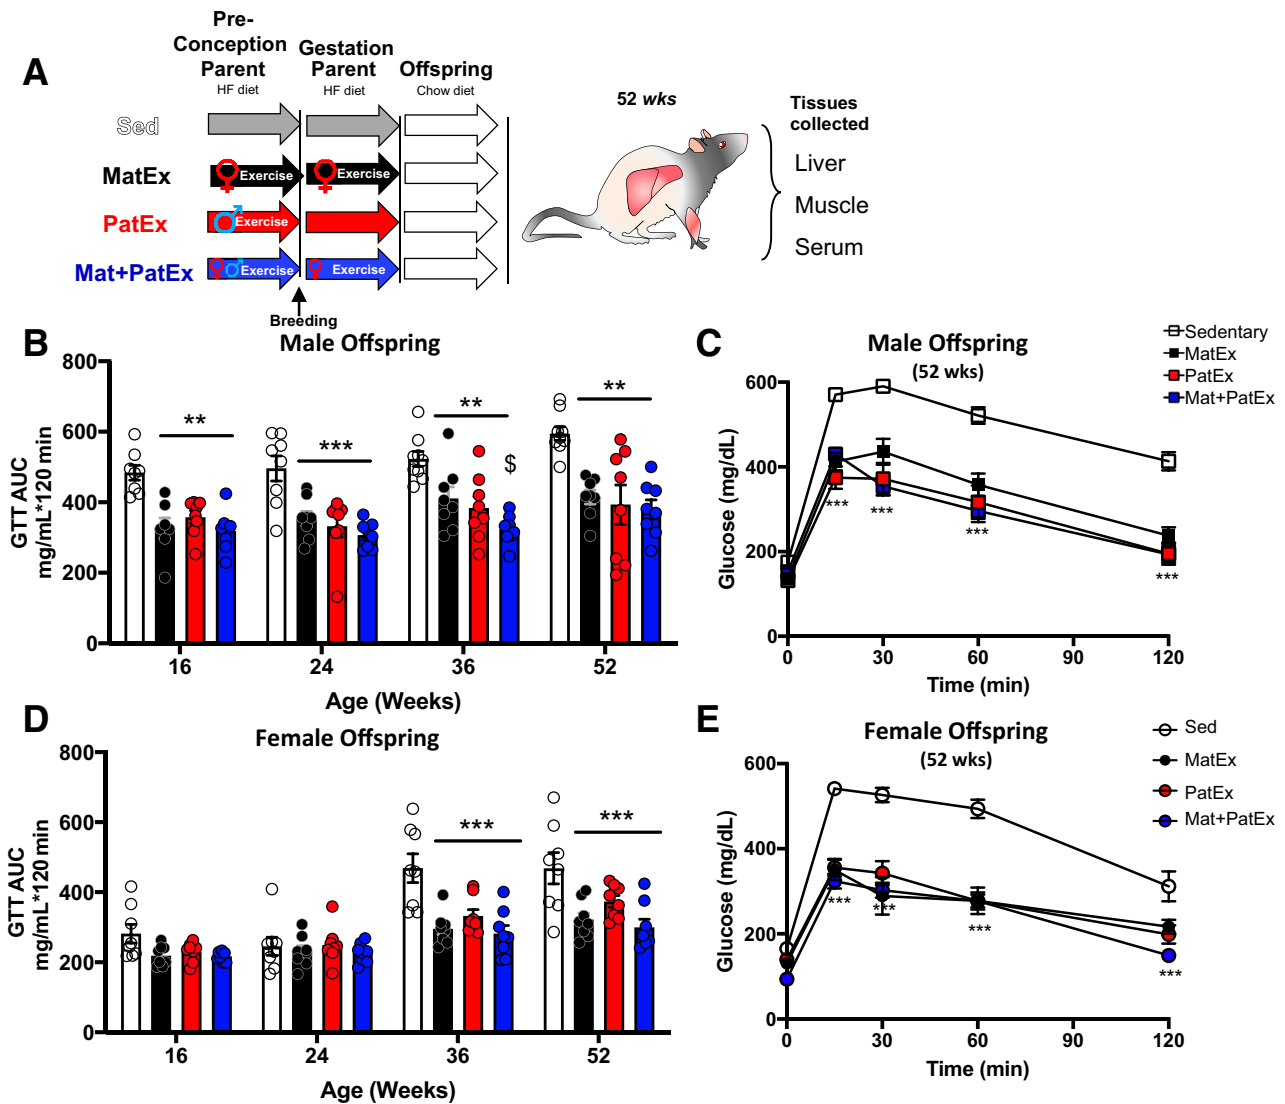 A
Pre-
Conception
Parent
HF diet
Gestation
Parent
HF diet
Offspring
Chow diet
Sed
MatEx
Exercise
Exercise
PatEx
Exercise
Mat+PatEx
Exercise
Exercise
Breeding
52 wks
Tissues
collected
Liver
Muscle
Serum
B
Male Offspring
GTT AUC
mg/mL*120 min
800
600
400
200
0
**
***
**
$
**
16
24
36
52
Age (Weeks)
C
Male Offspring
(52 wks)
Sedentary
MatEx
PatEx
Mat+PatEx
Glucose (mg/dL)
600
400
200
0
***
***
***
***
0
30
60
90
120
Time (min)
D
Female Offspring
GTT AUC
mg/mL*120 min
800
600
400
200
0
***
***
16
24
36
52
Age (Weeks)
E
Female Offspring
(52 wks)
Sed
MatEx
PatEx
Mat+PatEx
Glucose (mg/dL)
600
400
200
0
***
***
***
***
0
30
60
90
120
Time (min)